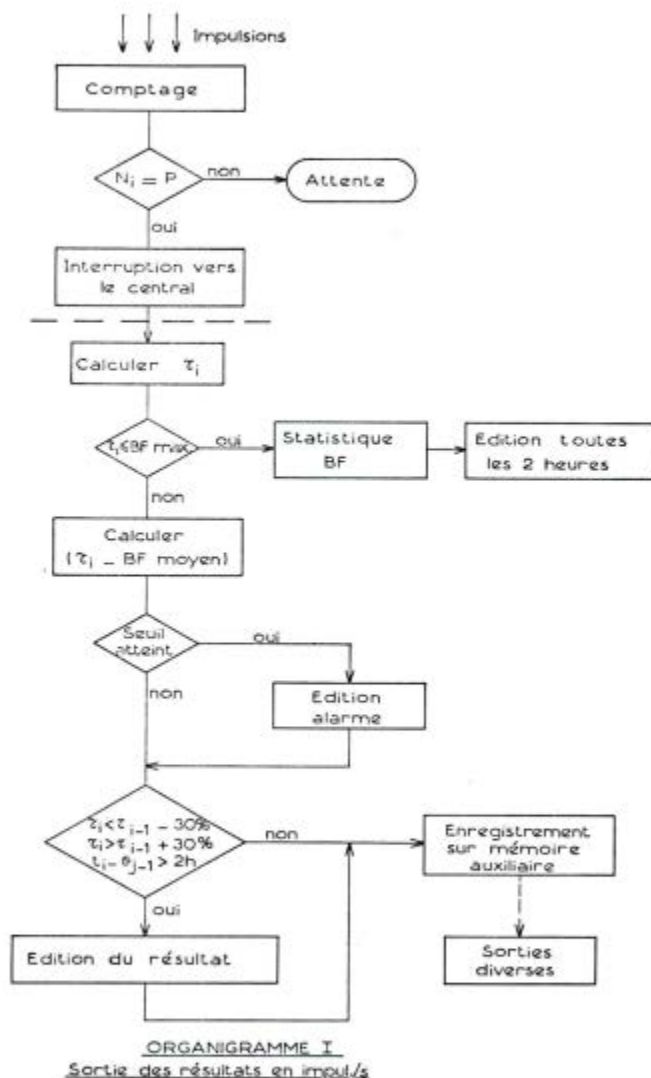 Impulsions
Comptage
Ni = P
non
Attente
oui
Interruption vers
le central
Calculer τi
τi ≤ BF max
oui
Statistique
BF
Edition toutes
les 2 heures
non
Calculer
(τi _ BF moyen)
Seuil
atteint
oui
non
Edition
alarme
τi < τi-1 – 30%
τi > τi-1 + 30%
ti – θj-1 > 2h
non
Enregistrement
sur mémoire
auxiliaire
oui
Edition du résultat
Sorties
diverses
ORGANIGRAMME I
Sortie des résultats en impul./s